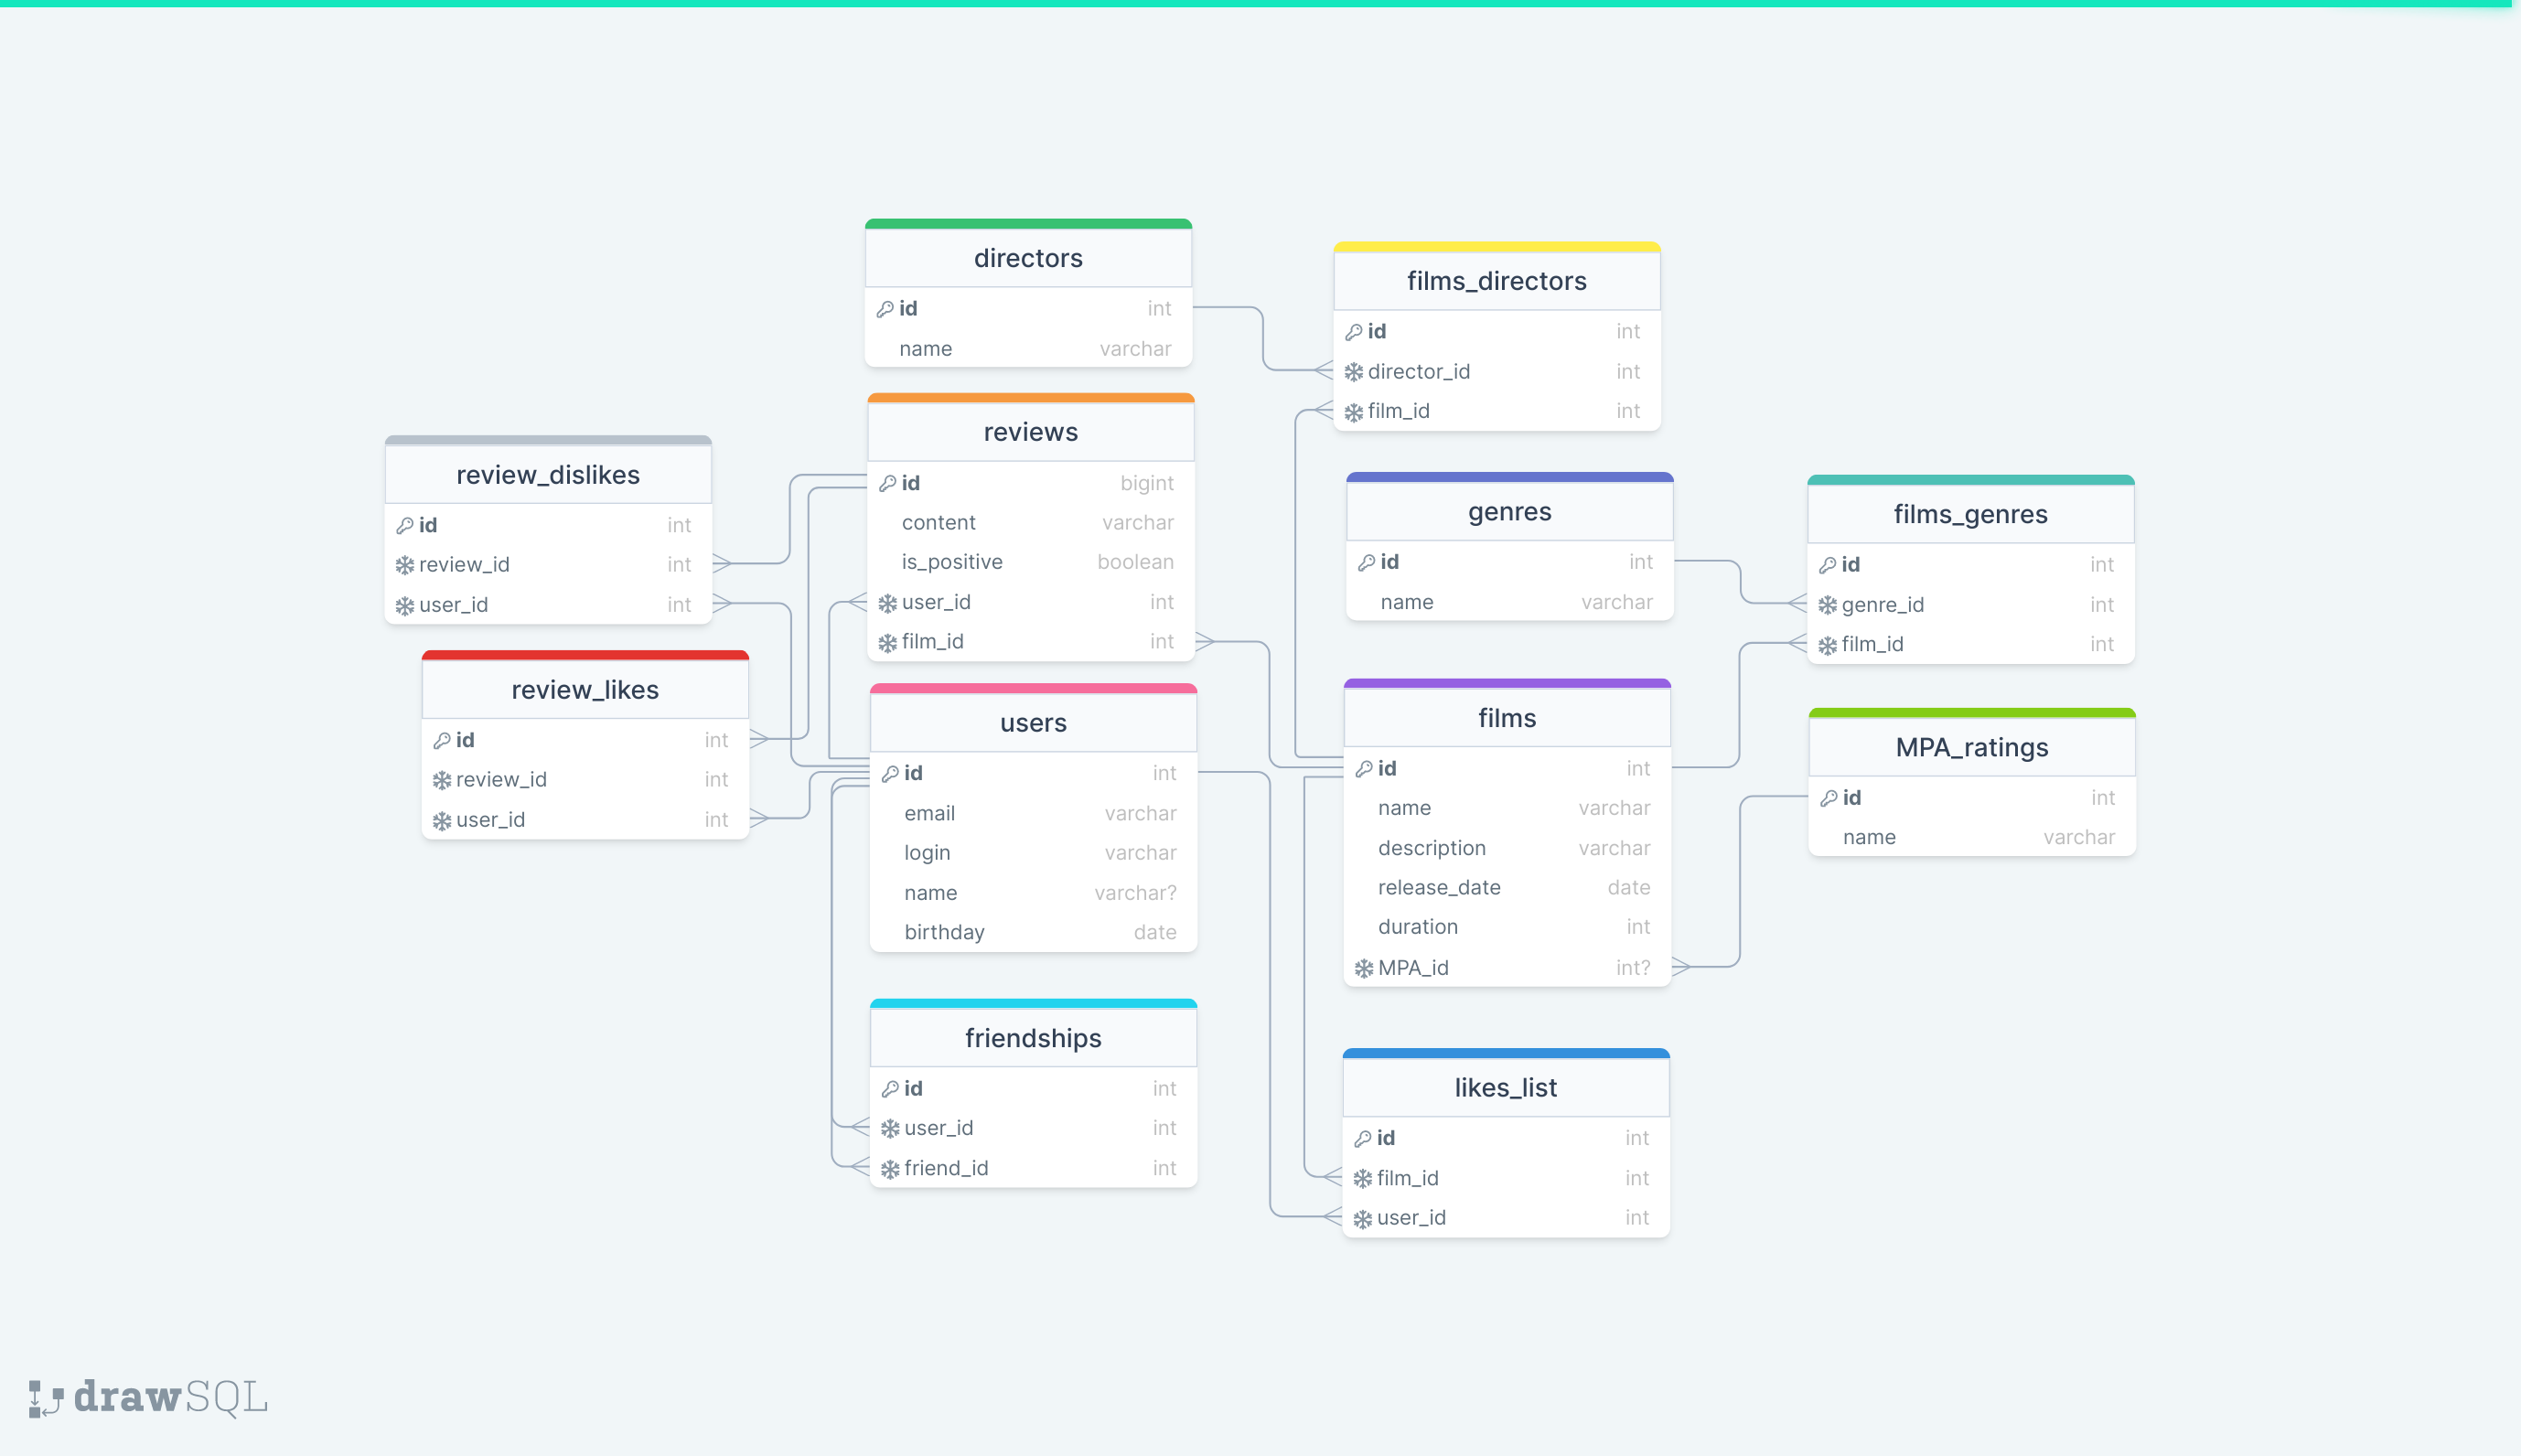 directors
id int
name varchar
films_directors
id int
director_id int
film_id int
reviews
id bigint
content varchar
is_positive boolean
user_id int
film_id int
review_dislikes
id int
review_id int
user_id int
genres
id int
name varchar
films_genres
id int
genre_id int
film_id int
review_likes
id int
review_id int
user_id int
users
id int
email varchar
login varchar
name varchar?
birthday date
films
id int
name varchar
description varchar
release_date date
duration int
MPA_id int?
MPA_ratings
id int
name varchar
friendships
id int
user_id int
friend_id int
likes_list
id int
film_id int
user_id int
drawSQL